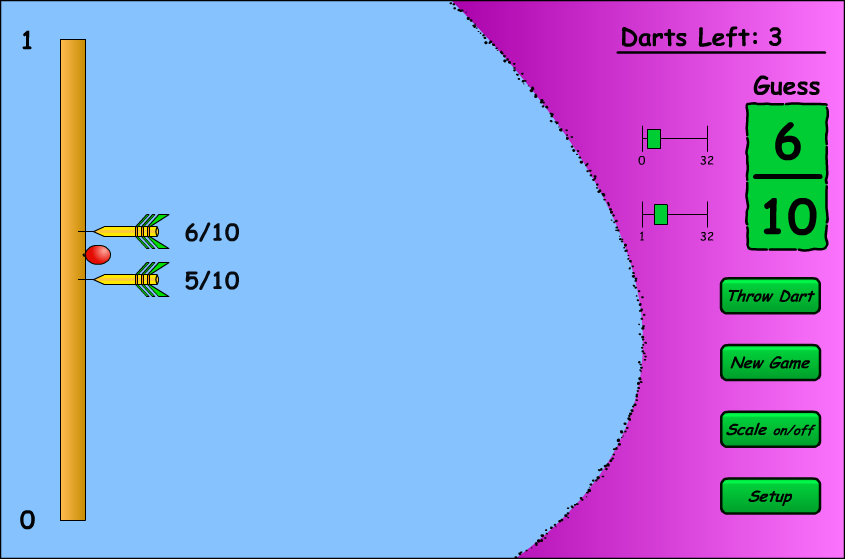 1
Darts Left: 3
Guess
6
10
0 32
1 32
6/10
5/10
Throw Dart
New Game
Scale on/off
Setup
0